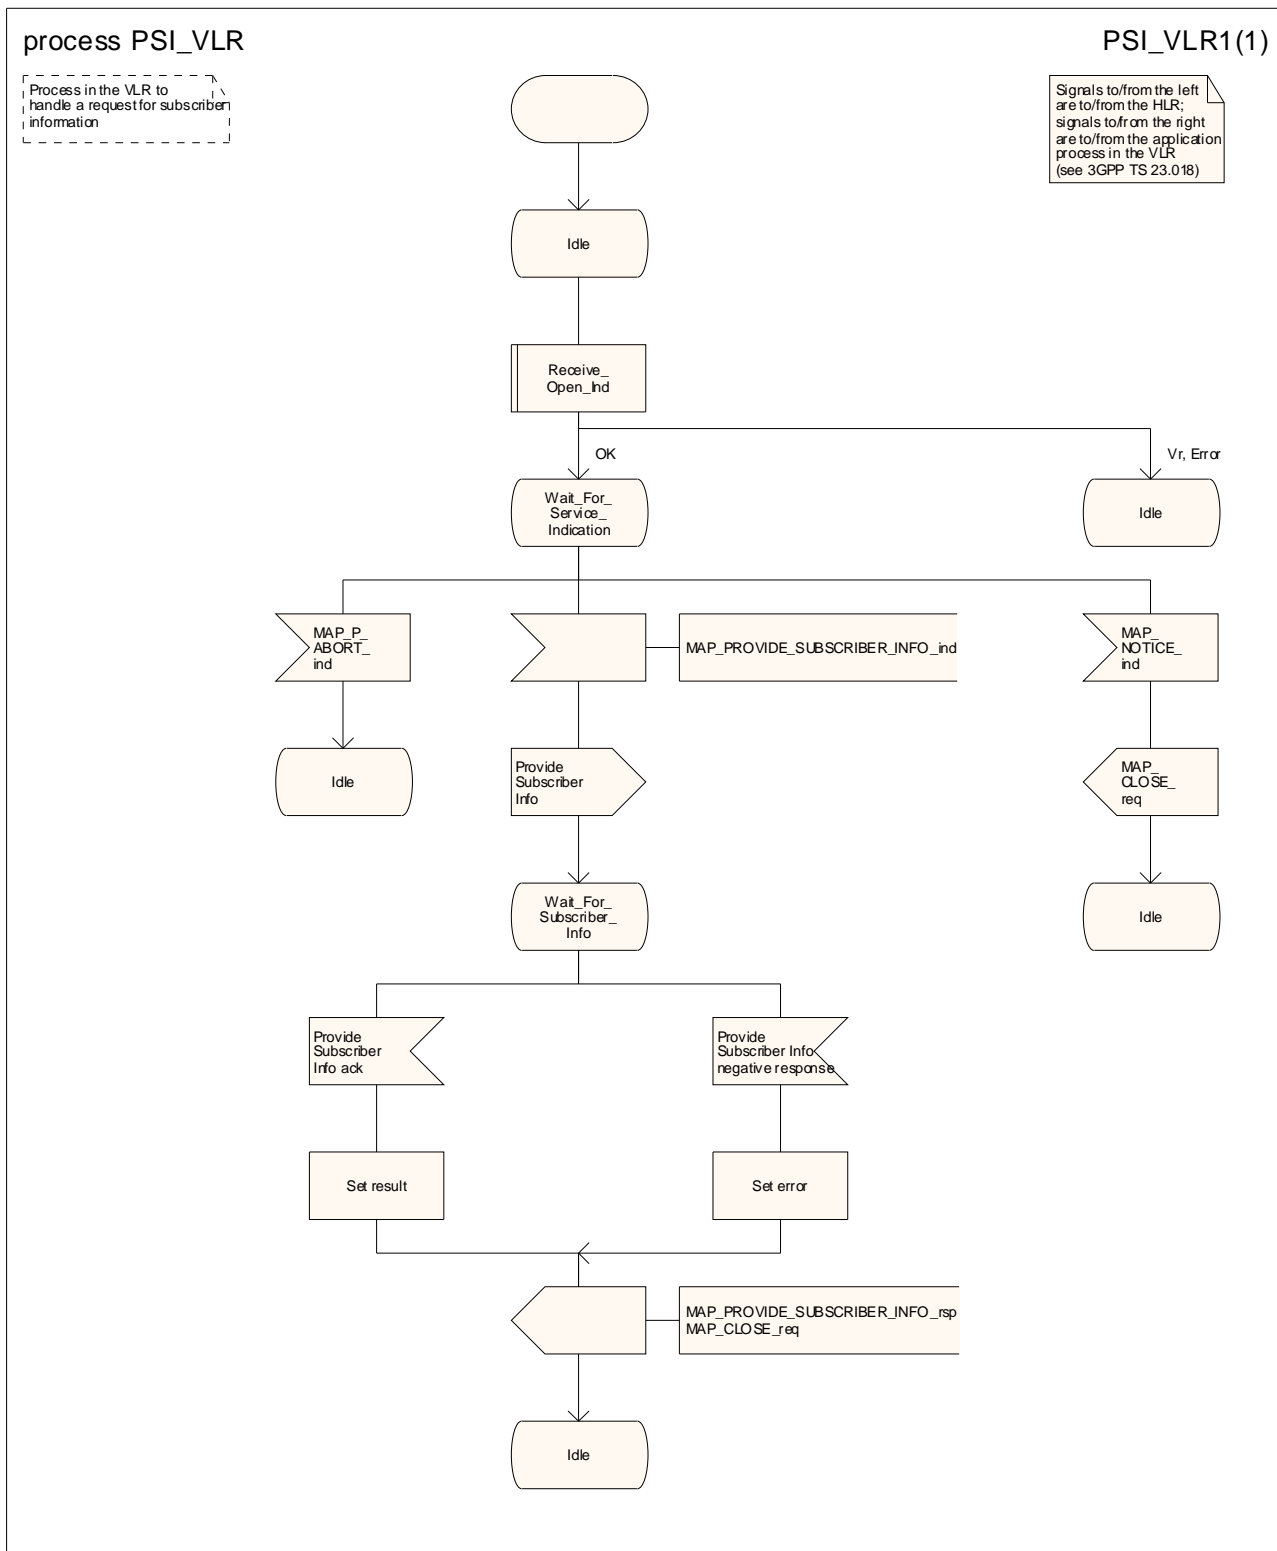 process PSI_VLR
PSI_VLR1(1)
Process in the VLR to
handle a request for subscriber
information
Signals to/from the left
are to/from the HLR;
signals to/from the right
are to/from the application
process in the VLR
(see 3GPP TS 23.018)
Idle
Receive_
Open_Ind
OK
Vr, Error
Wait_For_
Service_
Indication
Idle
MAP_P_
ABORT_
ind
MAP_PROVIDE_SUBSCRIBER_INFO_ind
MAP_
NOTICE_
ind
Idle
Provide
Subscriber
Info
MAP_
CLOSE_
req
Wait_For_
Subscriber_
Info
Idle
Provide
Subscriber
Info ack
Provide
Subscriber Info
negative response
Set result
Set error
MAP_PROVIDE_SUBSCRIBER_INFO_rsp
MAP_CLOSE_req
Idle